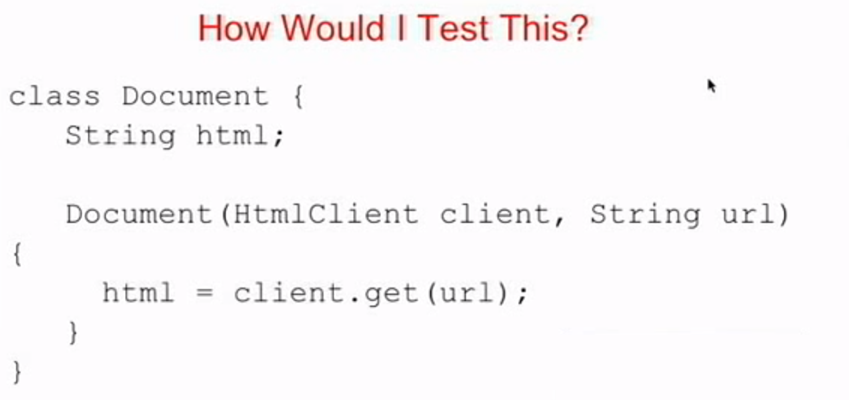 How Would I Test This?
class Document {
String html;
Document(HtmlClient client, String url)
{
html = client.get(url);
}
}